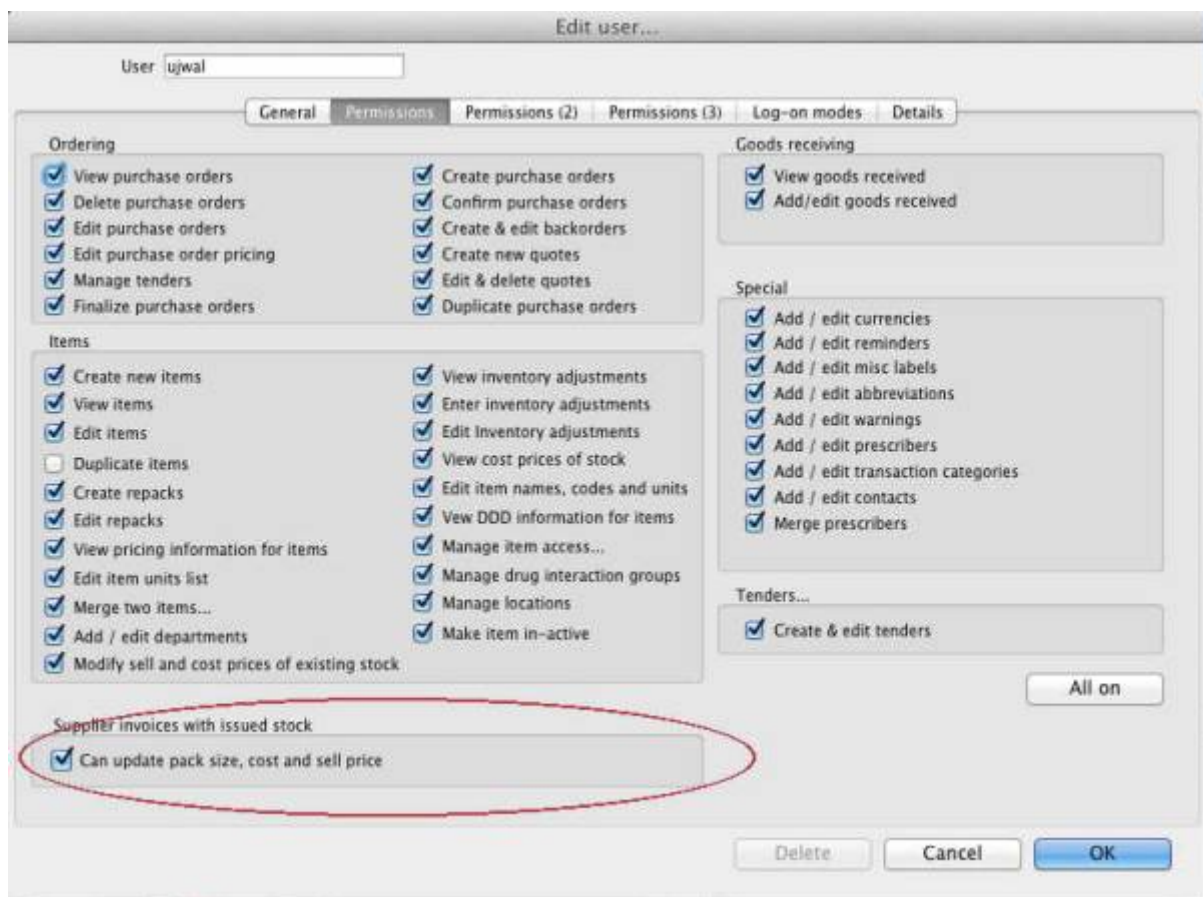 Edit user...
User ujwal
General Permissions Permissions (2) Permissions (3) Log-on modes Details
Ordering
View purchase orders
Delete purchase orders
Edit purchase orders
Edit purchase order pricing
Manage tenders
Finalize purchase orders
Create purchase orders
Confirm purchase orders
Create & edit backorders
Create new quotes
Edit & delete quotes
Duplicate purchase orders
Items
Create new items
View items
Edit items
Duplicate items
Create repacks
Edit repacks
View pricing information for items
Edit item units list
Merge two items...
Add / edit departments
Modify sell and cost prices of existing stock
View inventory adjustments
Enter inventory adjustments
Edit Inventory adjustments
View cost prices of stock
Edit item names, codes and units
Vew DDD information for items
Manage item access...
Manage drug interaction groups
Manage locations
Make item in-active
Supplier invoices with issued stock
Can update pack size, cost and sell price
Goods receiving
View goods received
Add/edit goods received
Special
Add / edit currencies
Add / edit reminders
Add / edit misc labels
Add / edit abbreviations
Add / edit warnings
Add / edit prescribers
Add / edit transaction categories
Add / edit contacts
Merge prescribers
Tenders...
Create & edit tenders
All on
Delete Cancel OK